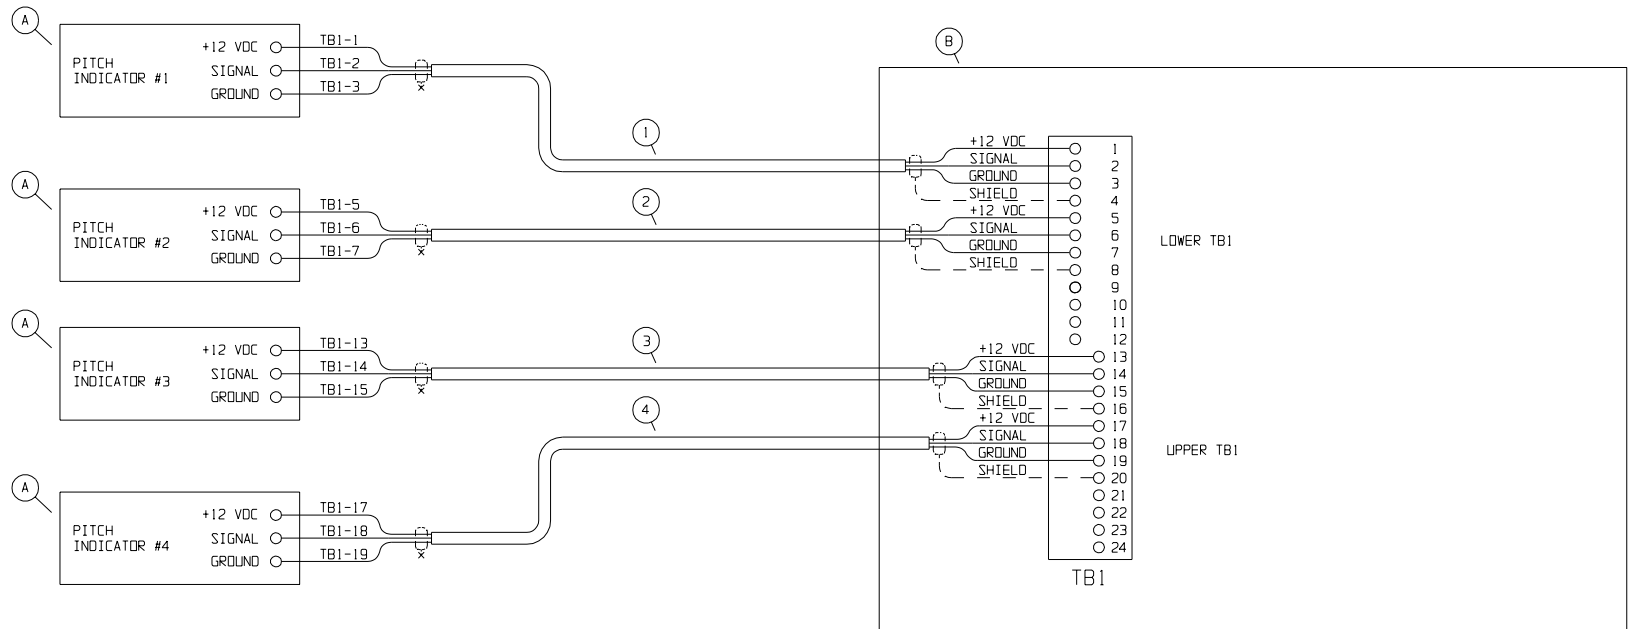 A
PITCH
INDICATOR #1
+12 VDC
SIGNAL
GROUND
TB1-1
TB1-2
TB1-3
x
A
PITCH
INDICATOR #2
+12 VDC
SIGNAL
GROUND
TB1-5
TB1-6
TB1-7
x
A
PITCH
INDICATOR #3
+12 VDC
SIGNAL
GROUND
TB1-13
TB1-14
TB1-15
x
A
PITCH
INDICATOR #4
+12 VDC
SIGNAL
GROUND
TB1-17
TB1-18
TB1-19
x
1
2
3
4
B
+12 VDC
SIGNAL
GROUND
SHIELD
+12 VDC
SIGNAL
GROUND
SHIELD
+12 VDC
SIGNAL
GROUND
SHIELD
+12 VDC
SIGNAL
GROUND
SHIELD
1
2
3
4
5
6
7
8
9
10
11
12
13
14
15
16
17
18
19
20
21
22
23
24
TB1
LOWER TB1
UPPER TB1